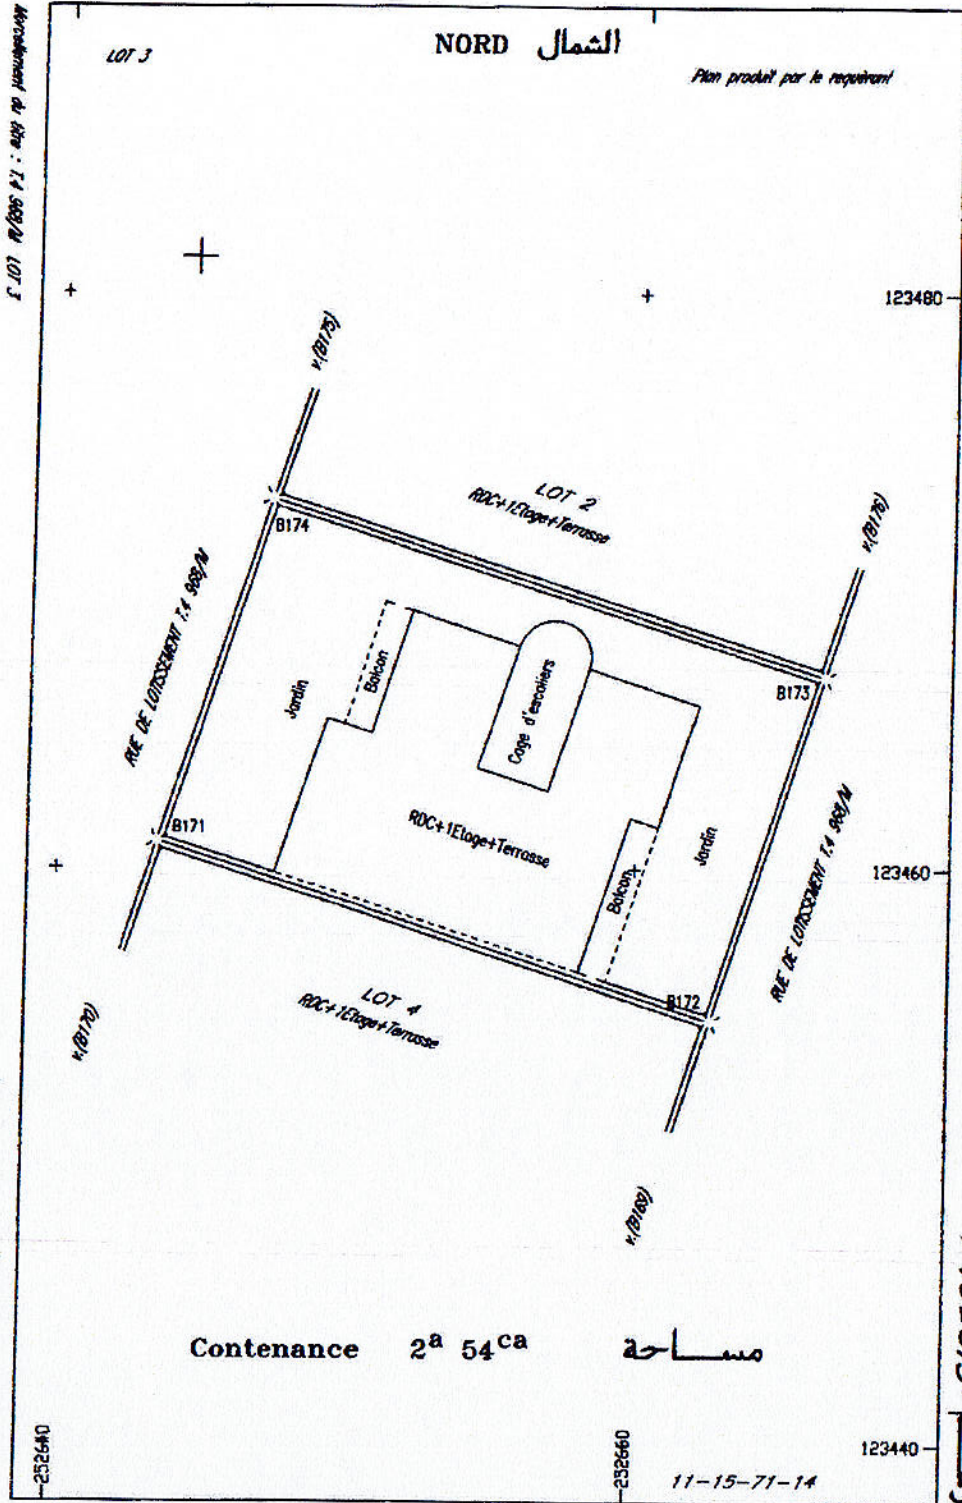 LOT 3
NORD الشمال
Plan produit par le requérant
Morcellement du titre : T.4 968/M LOT 3
123480
v.(B175)
LOT 2
RDC+1Etage+Terrasse
v.(B176)
B174
RUE DE LOTISSEMENT T.4 968/M
Jardin
Balcon
Cage d'escaliers
B173
B171
RDC+1Etage+Terrasse
Jardin
Balcon
RUE DE LOTISSEMENT T.4 968/M
123460
B172
LOT 4
RDC+1Etage+Terrasse
v.(B170)
v.(B169)
Contenance 2a 54ca مساحة
252640
252660
123440
11-15-71-14